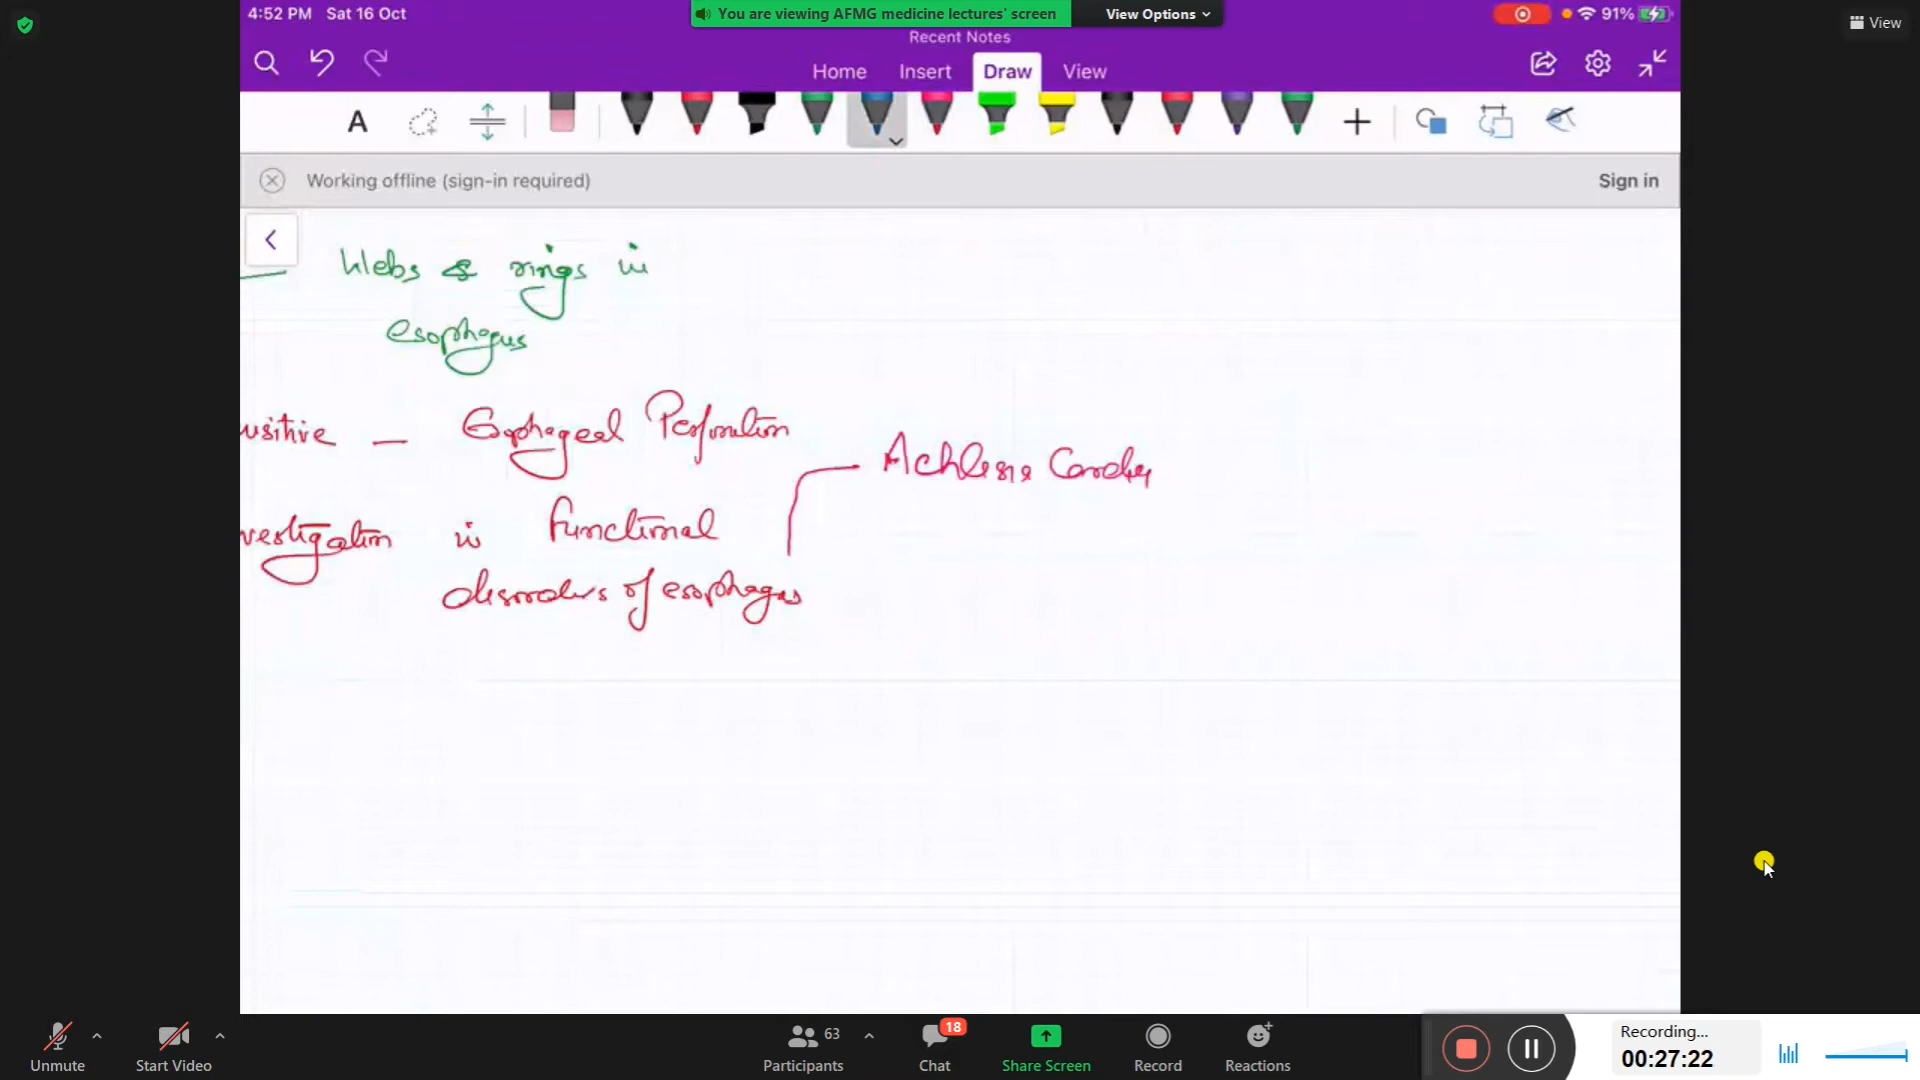 4:52 PM Sat 16 Oct
You are viewing AFMG medicine lectures' screen
View Options
91%
View
Recent Notes
Home Insert Draw View
A
Working offline (sign-in required)
Sign in
Webs & rings in
esophagus
usitive — Esophageal Perforation
Achlasia Cardia
vestigation in functional
disorders of esophagus
Unmute
Start Video
63
Participants
18
Chat
Share Screen
Record
Reactions
Recording...
00:27:22